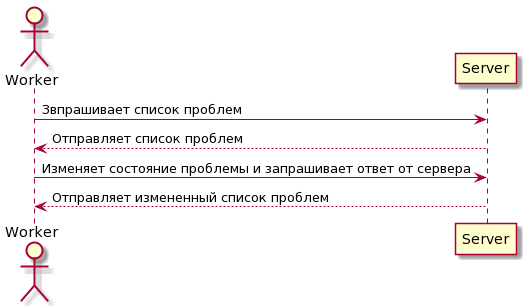 Worker
Server
Звпрашивает список проблем
Отправляет список проблем
Изменяет состояние проблемы и запрашивает ответ от сервера
Отправляет измененный список проблем
Worker
Server